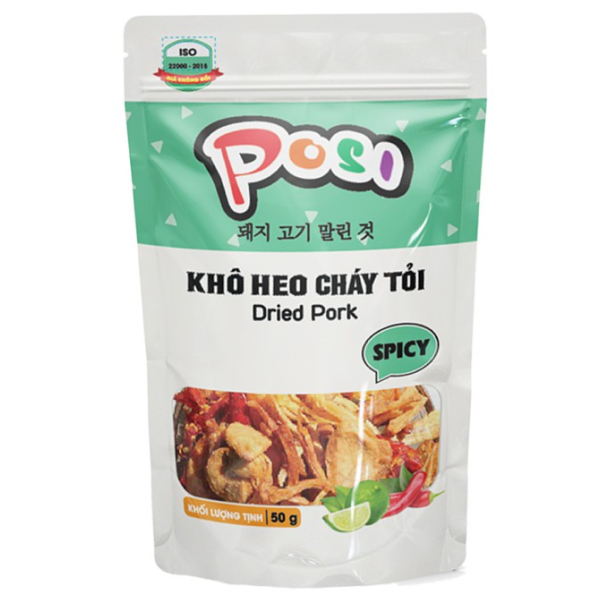 ISO
22000 - 2018
POSI
돼지 고기 말린 것
KHÔ HEO CHÁY TỎI
Dried Pork
SPICY
KHỐI LƯỢNG TỊNH 50 g